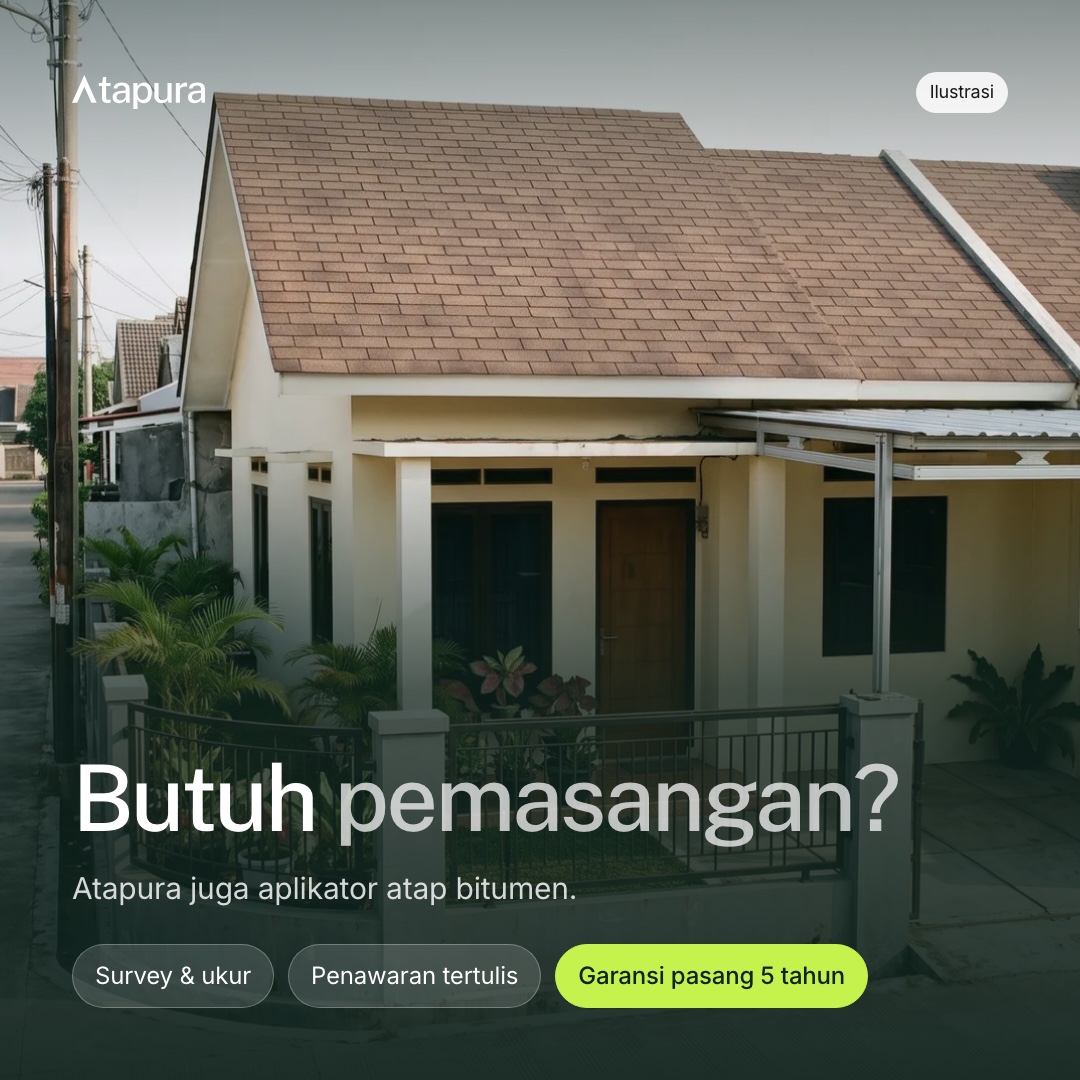 Atapura
Ilustrasi
Butuh pemasangan?
Atapura juga aplikator atap bitumen.
Survey & ukur
Penawaran tertulis
Garansi pasang 5 tahun